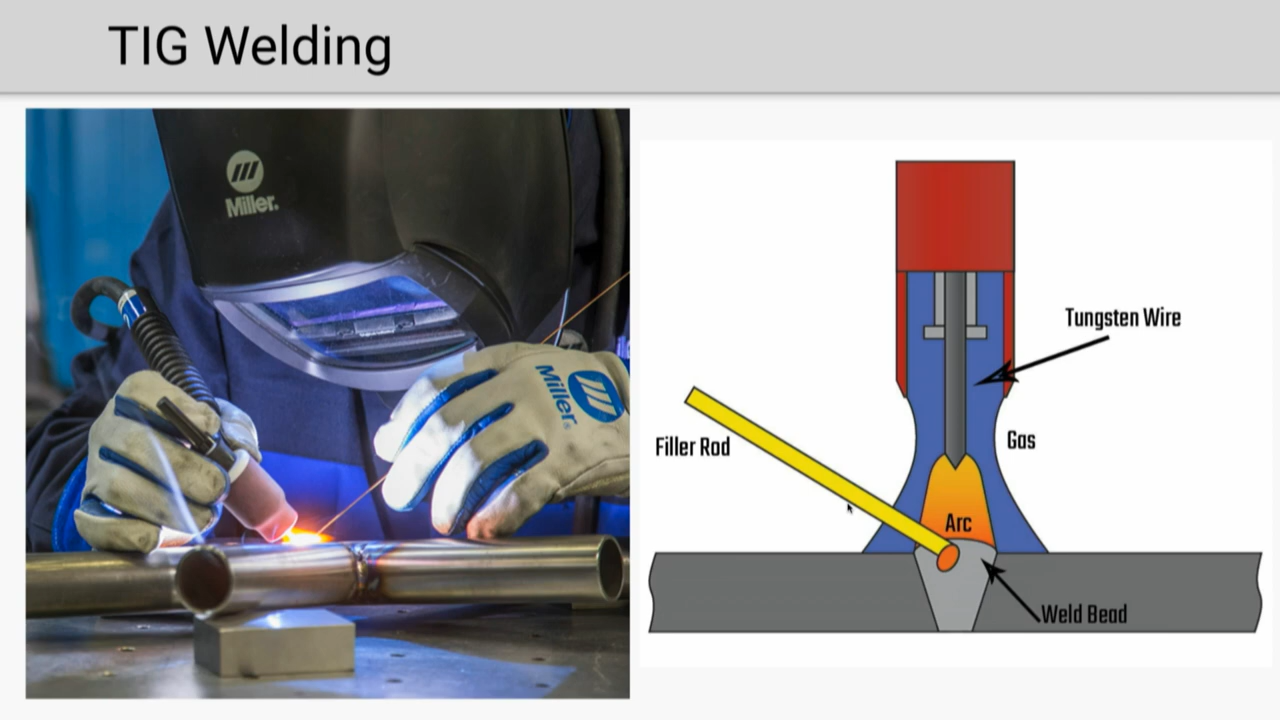 TIG Welding
Miller.
Miller.
Tungsten Wire
Filler Rod
Gas
Arc
Weld Bead